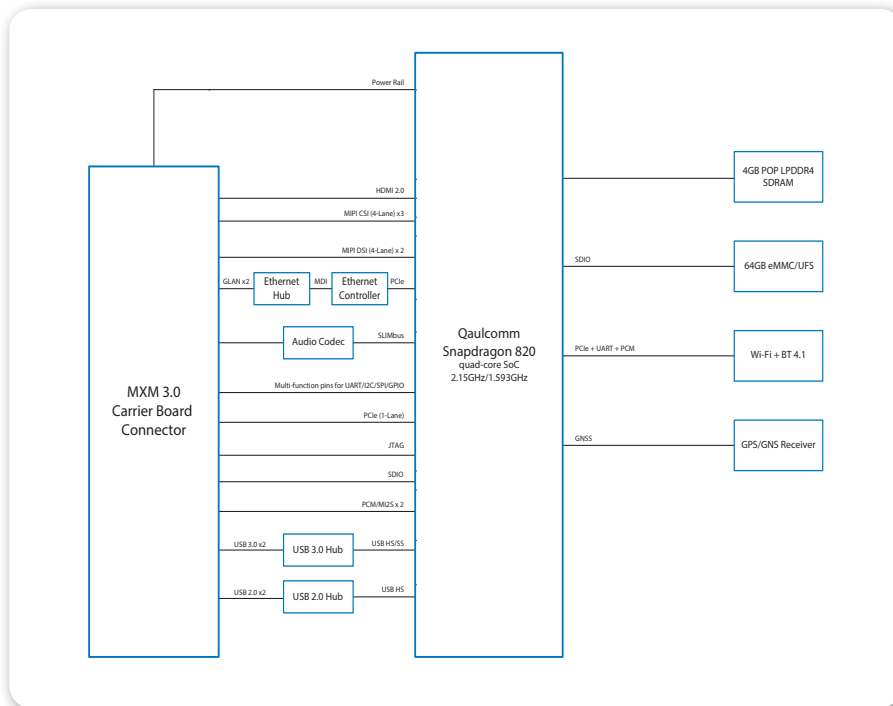 Power Rail
4GB POP LPDDR4
SDRAM
HDMI 2.0
MIPI CSI (4-Lane) x3
MIPI DSI (4-Lane) x 2
SDIO
64GB eMMC/UFS
GLAN x2
Ethernet
Hub
MDI
Ethernet
Controller
PCIe
Audio Codec
SLIMbus
Qaulcomm
Snapdragon 820
quad-core SoC
2.15GHz/1.593GHz
PCIe + UART + PCM
Wi-Fi + BT 4.1
MXM 3.0
Carrier Board
Connector
Multi-function pins for UART/I2C/SPI/GPIO
PCIe (1-Lane)
JTAG
GNSS
GPS/GNS Receiver
SDIO
PCM/MI2S x 2
USB 3.0 x2
USB 3.0 Hub
USB HS/SS
USB 2.0 x2
USB 2.0 Hub
USB HS